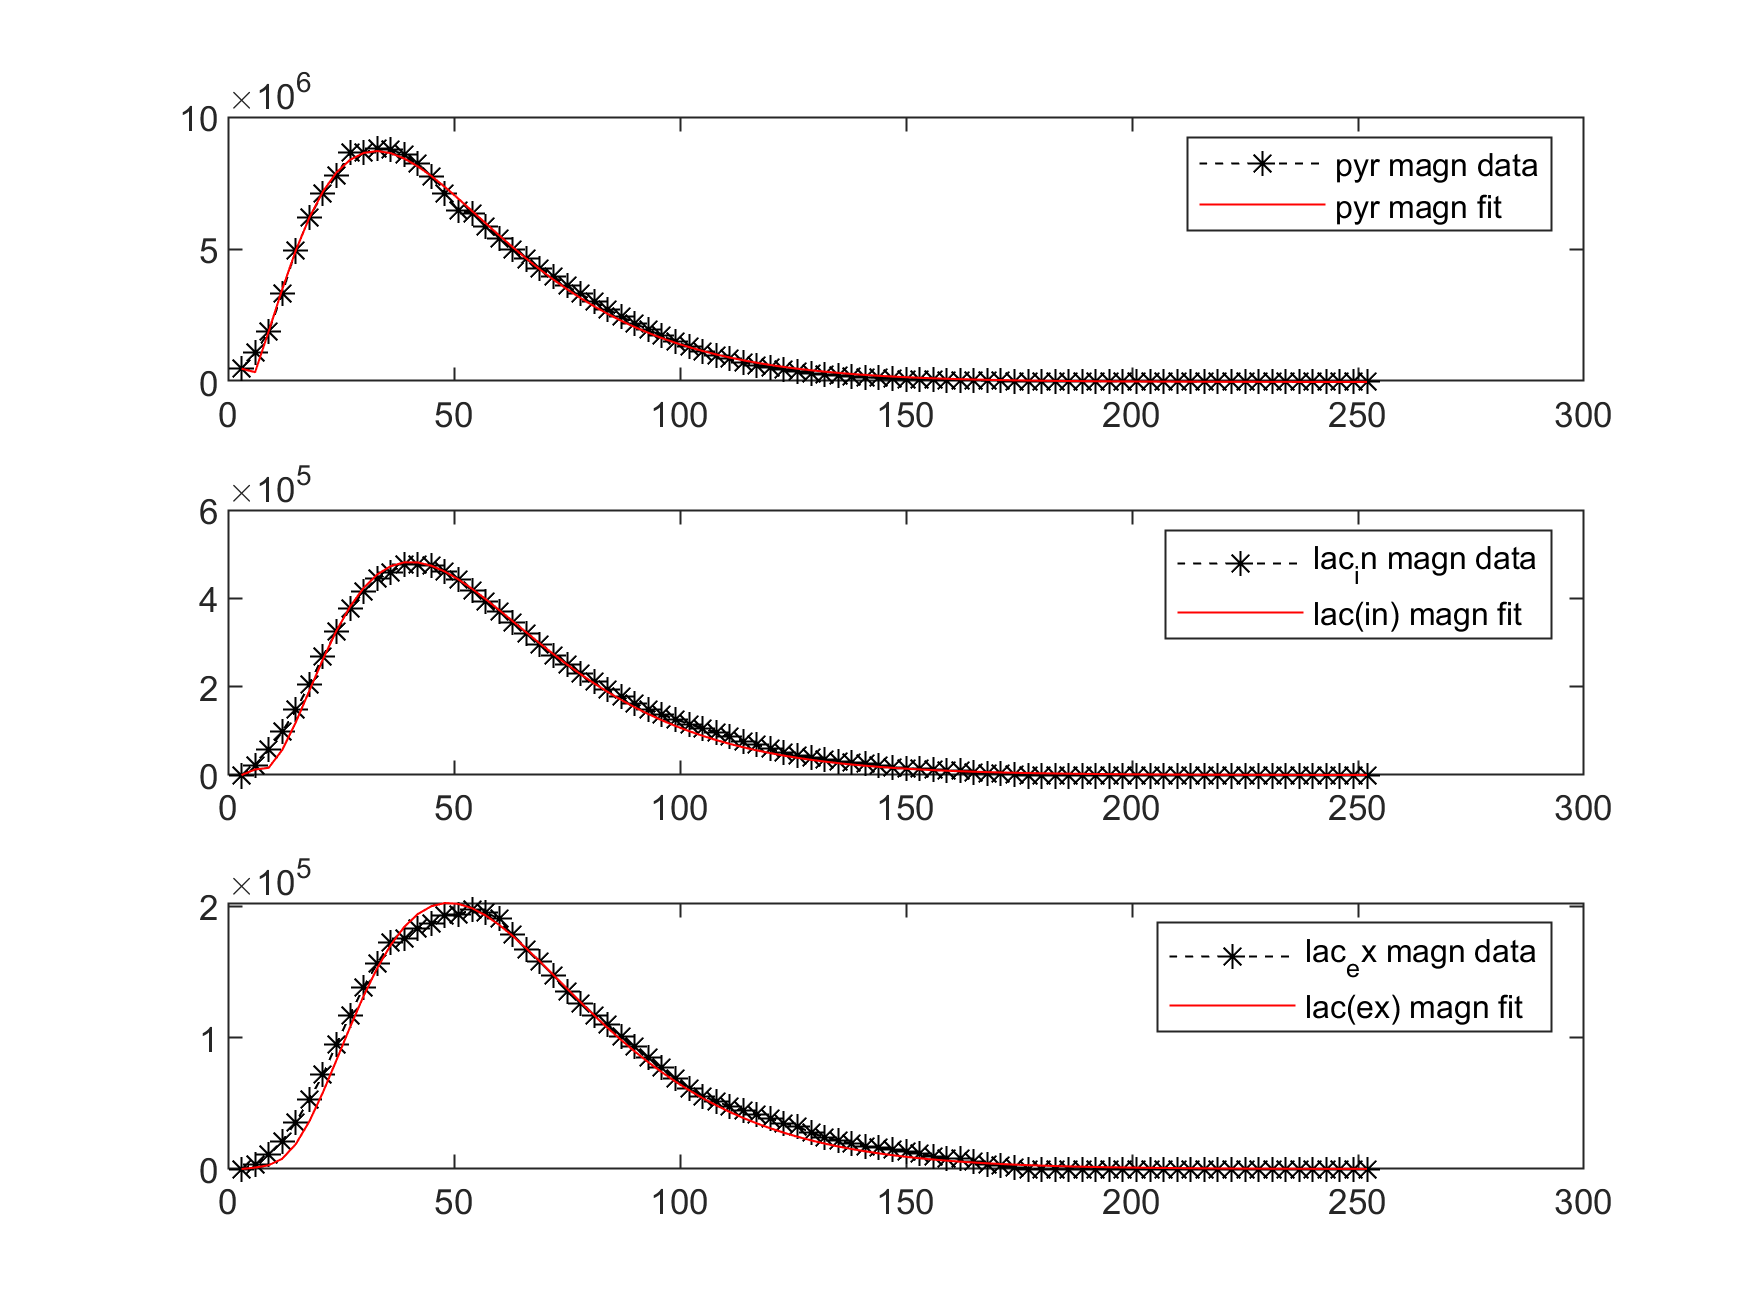 ×10⁶
10
5
0
0 50 100 150 200 250 300
pyr magn data
pyr magn fit
×10⁵
6
4
2
0
0 50 100 150 200 250 300
lacᵢn magn data
lac(in) magn fit
×10⁵
2
1
0
0 50 100 150 200 250 300
lacₑx magn data
lac(ex) magn fit